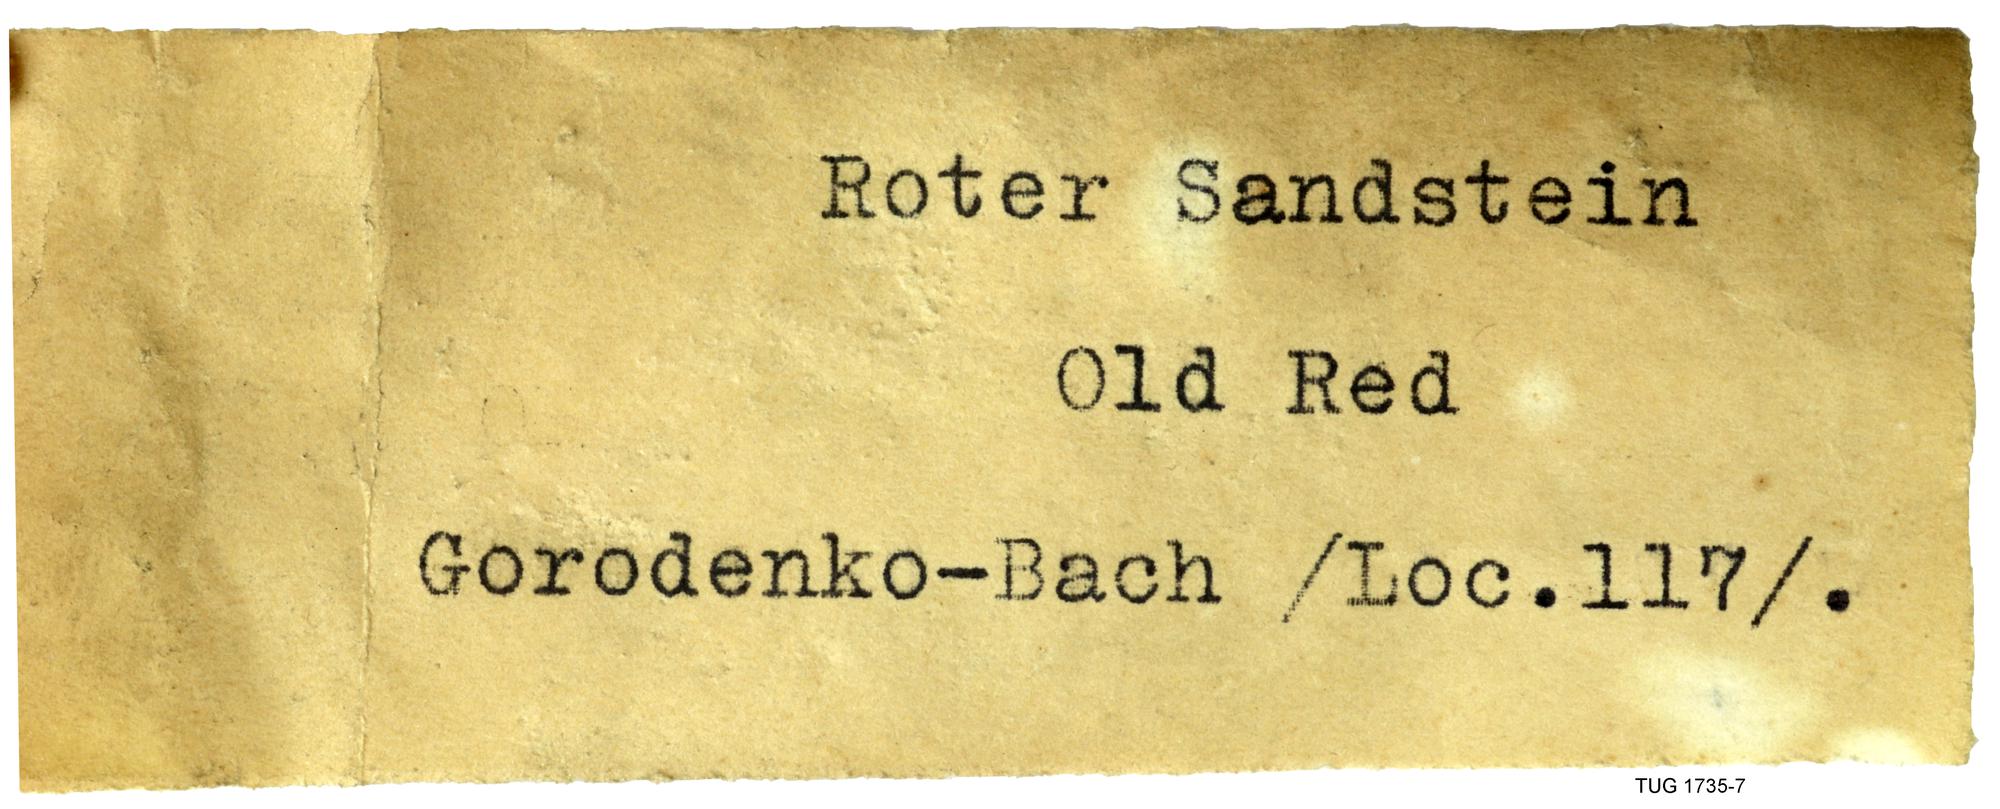 Roter Sandstein
Old Red
Gorodenko-Bach /Loc.117/.
TUG 1735-7